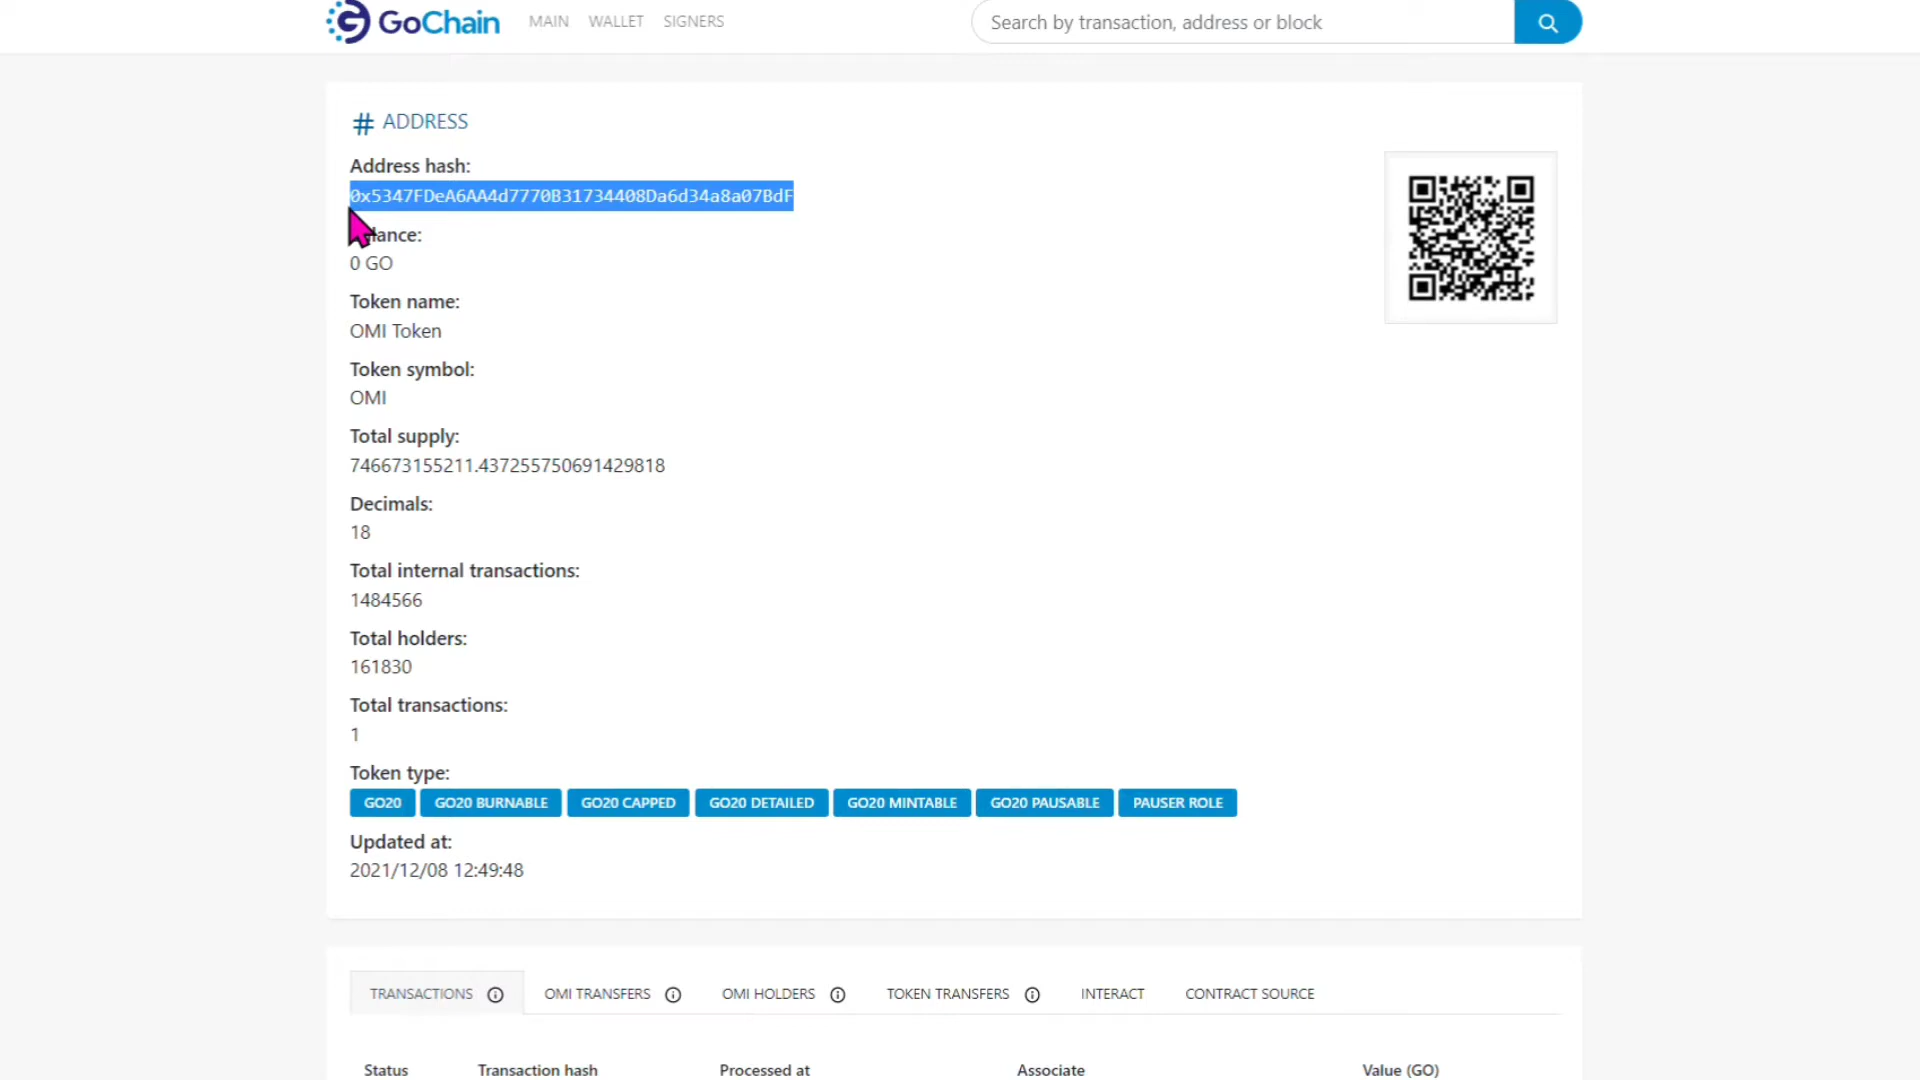 GoChain MAIN WALLET SIGNERS Search by transaction, address or block
# ADDRESS
Address hash:
0x5347FDeA6AA4d7770B31734408Da6d34a8a07BdF
lance:
0 GO
Token name:
OMI Token
Token symbol:
OMI
Total supply:
746673155211.437255750691429818
Decimals:
18
Total internal transactions:
1484566
Total holders:
161830
Total transactions:
1
Token type:
GO20 GO20 BURNABLE GO20 CAPPED GO20 DETAILED GO20 MINTABLE GO20 PAUSABLE PAUSER ROLE
Updated at:
2021/12/08 12:49:48
TRANSACTIONS OMI TRANSFERS OMI HOLDERS TOKEN TRANSFERS INTERACT CONTRACT SOURCE
Status Transaction hash Processed at Associate Value (GO)